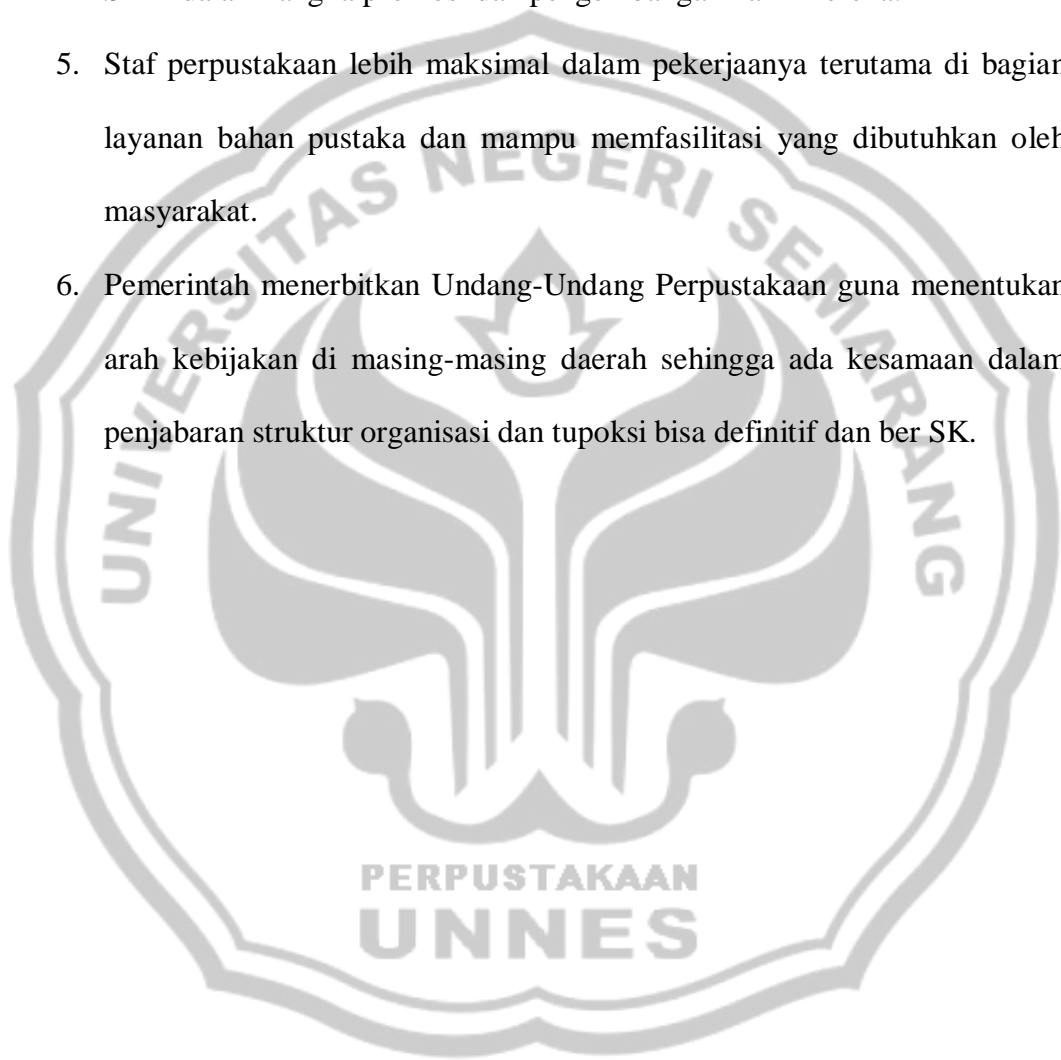 5. Staf perpustakaan lebih maksimal dalam pekerjaanya terutama di bagian
layanan bahan pustaka dan mampu memfasilitasi yang dibutuhkan oleh
masyarakat.
6. Pemerintah menerbitkan Undang-Undang Perpustakaan guna menentukan
arah kebijakan di masing-masing daerah sehingga ada kesamaan dalam
penjabaran struktur organisasi dan tupoksi bisa definitif dan ber SK.
UNIVERSITAS NEGERI SEMARANG
PERPUSTAKAAN
UNNES